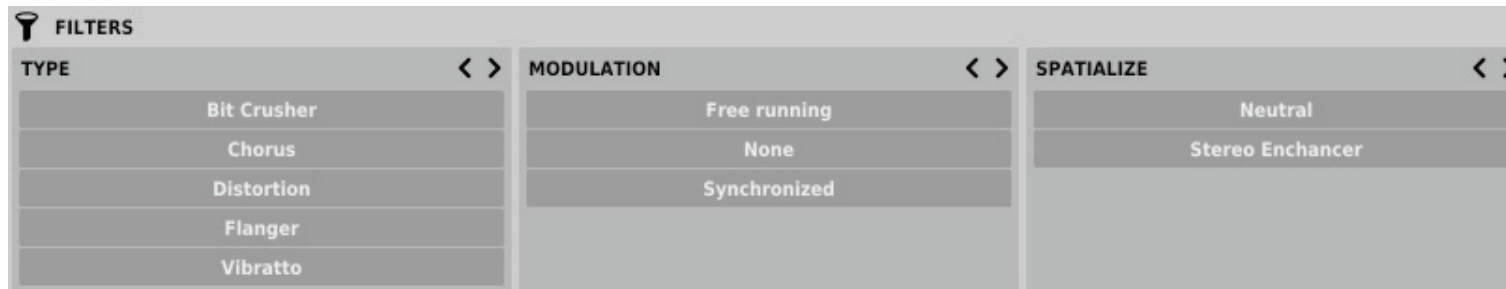 FILTERS
TYPE
Bit Crusher
Chorus
Distortion
Flanger
Vibratto
MODULATION
Free running
None
Synchronized
SPATIALIZE
Neutral
Stereo Enchancer